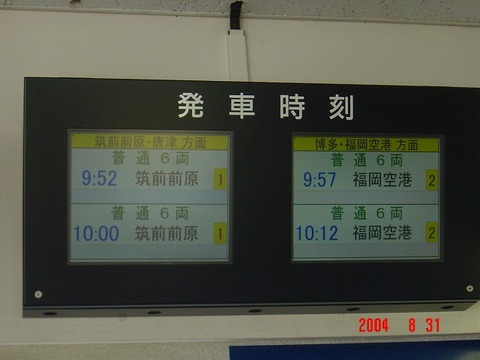 発車時刻
筑前前原・唐津 方面
普通 6両
9:52 筑前前原 1
普通 6両
10:00 筑前前原 1
博多・福岡空港 方面
普通 6両
9:57 福岡空港 2
普通 6両
10:12 福岡空港 2
2004 8 31